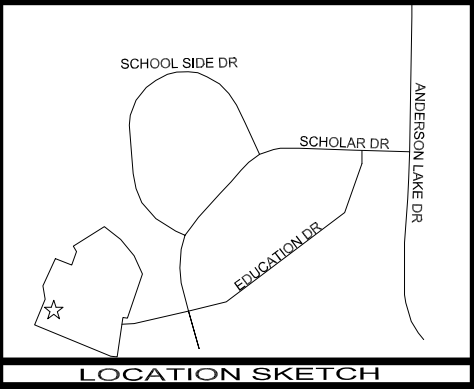 SCHOOL SIDE DR
SCHOLAR DR
ANDERSON LAKE DR
EDUCATION DR
LOCATION SKETCH